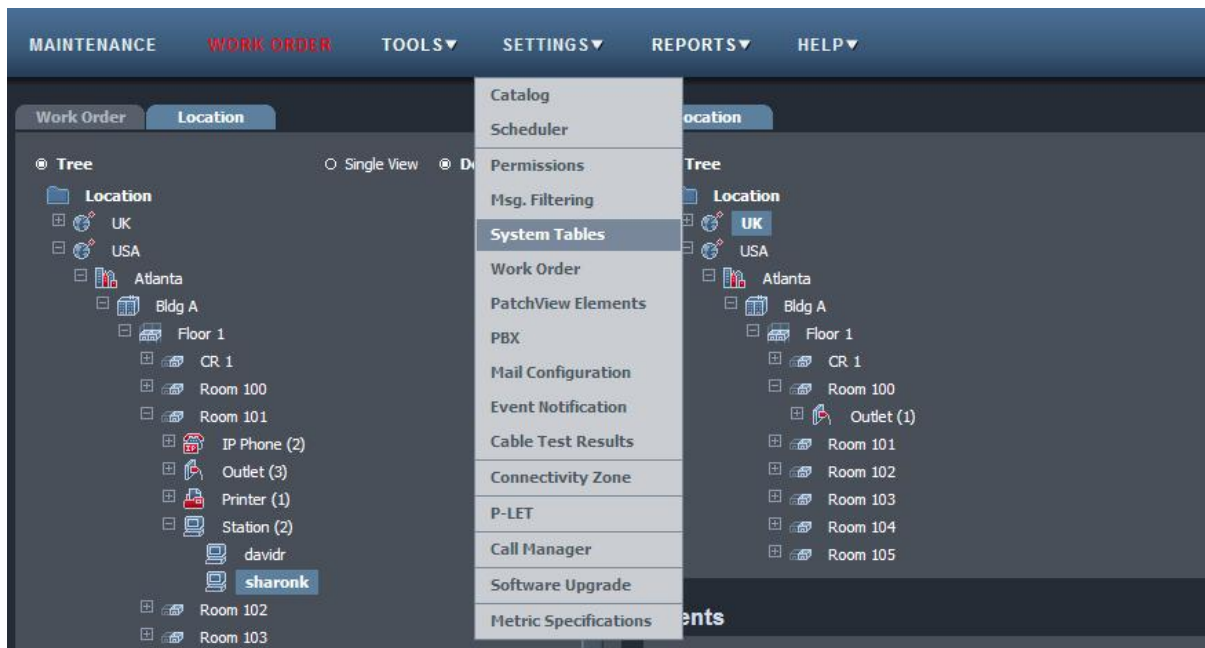 MAINTENANCE WORK ORDER TOOLS▼ SETTINGS▼ REPORTS▼ HELP▼
Work Order Location
Tree Single View
Location
UK
USA
Atlanta
Bldg A
Floor 1
CR 1
Room 100
Room 101
IP Phone (2)
Outlet (3)
Printer (1)
Station (2)
davidr
sharonk
Room 102
Room 103
Catalog
Scheduler
Permissions
Msg. Filtering
System Tables
Work Order
PatchView Elements
PBX
Mail Configuration
Event Notification
Cable Test Results
Connectivity Zone
P-LET
Call Manager
Software Upgrade
Metric Specifications
ocation
Tree
Location
UK
USA
Atlanta
Bldg A
Floor 1
CR 1
Room 100
Outlet (1)
Room 101
Room 102
Room 103
Room 104
Room 105
ents